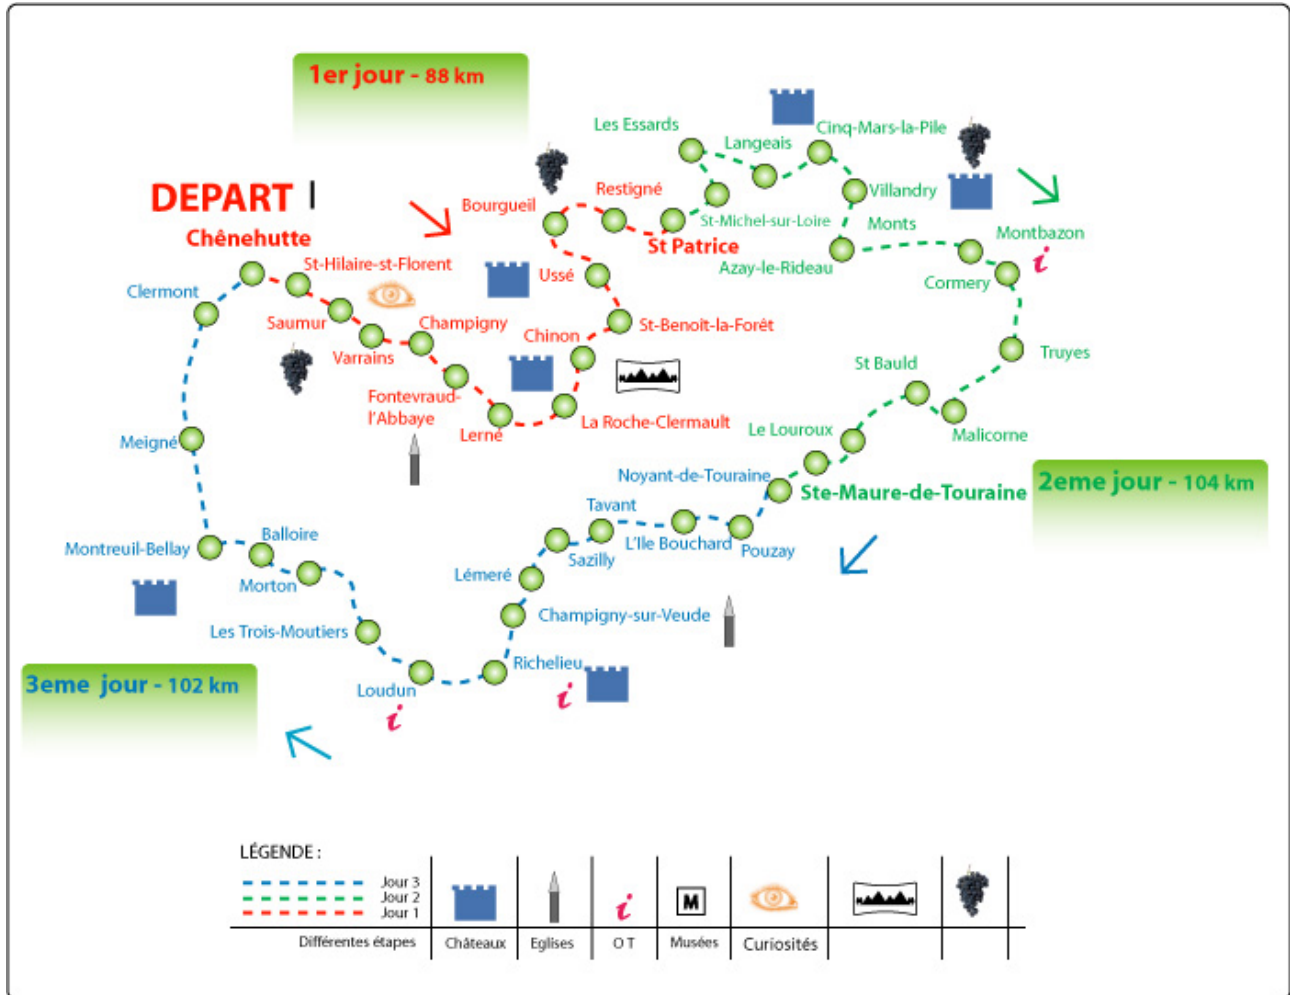 1er jour - 88 km
Cinq-Mars-la-Pile
Les Essards
Langeais
DEPART
Restigné
Villandry
Bourgueil
St-Michel-sur-Loire
Monts
Montbazon
Chênehutte
St Patrice
St-Hilaire-st-Florent
Ussé
Azay-le-Rideau
Cormery
Clermont
Saumur
Champigny
St-Benoît-la-Forêt
Chinon
Varrains
Truyes
St Bauld
Fontevraud-
l'Abbaye
La Roche-Clermault
Lerné
Le Louroux
Malicorne
Meigné
Noyant-de-Touraine
Ste-Maure-de-Touraine
2eme jour - 104 km
Tavant
Balloire
L'Ile Bouchard
Pouzay
Montreuil-Bellay
Sazilly
Lémeré
Morton
Champigny-sur-Veude
Les Trois-Moutiers
Richelieu
3eme jour - 102 km
Loudun
i
i
i
LÉGENDE :
Jour 3
Jour 2
Jour 1
i
M
Différentes étapes
Châteaux
Eglises
O T
Musées
Curiosités